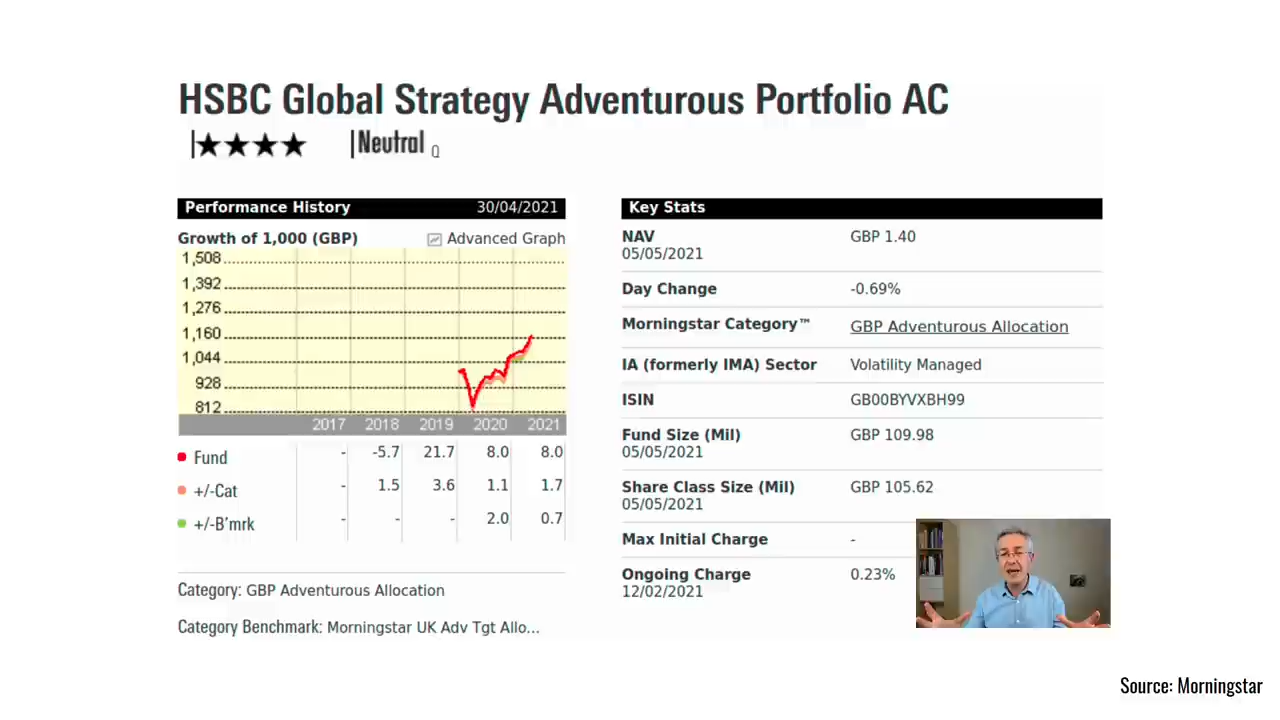 HSBC Global Strategy Adventurous Portfolio AC
★★★★ Neutral Q
Performance History 30/04/2021
Growth of 1,000 (GBP) Advanced Graph
1,508
1,392
1,276
1,160
1,044
928
812
2017 2018 2019 2020 2021
Fund - -5.7 21.7 8.0 8.0
+/-Cat - 1.5 3.6 1.1 1.7
+/-B'mrk - - - 2.0 0.7
Category: GBP Adventurous Allocation
Category Benchmark: Morningstar UK Adv Tgt Allo...
Key Stats
NAV GBP 1.40
05/05/2021
Day Change -0.69%
Morningstar Category™ GBP Adventurous Allocation
IA (formerly IMA) Sector Volatility Managed
ISIN GB00BYVXBH99
Fund Size (Mil) GBP 109.98
05/05/2021
Share Class Size (Mil) GBP 105.62
05/05/2021
Max Initial Charge -
Ongoing Charge 0.23%
12/02/2021
Source: Morningstar